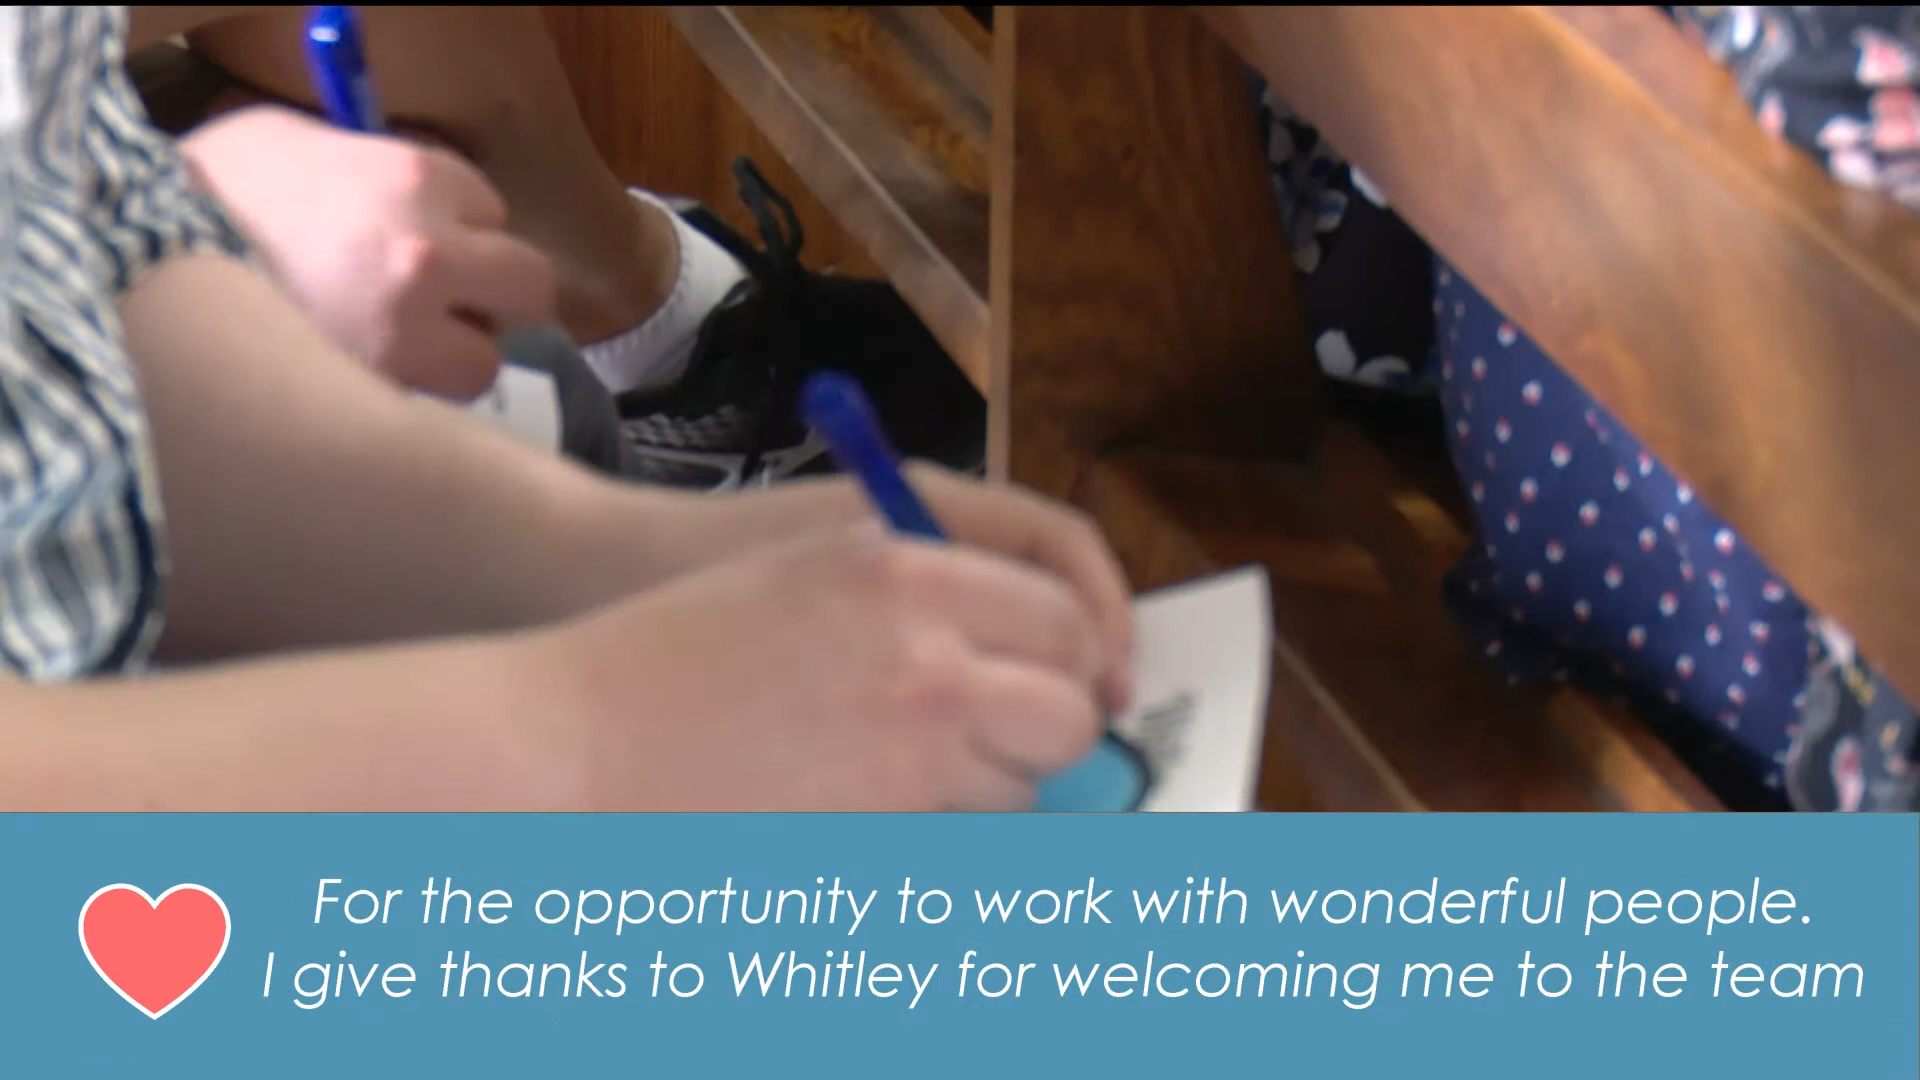 For the opportunity to work with wonderful people.
I give thanks to Whitley for welcoming me to the team